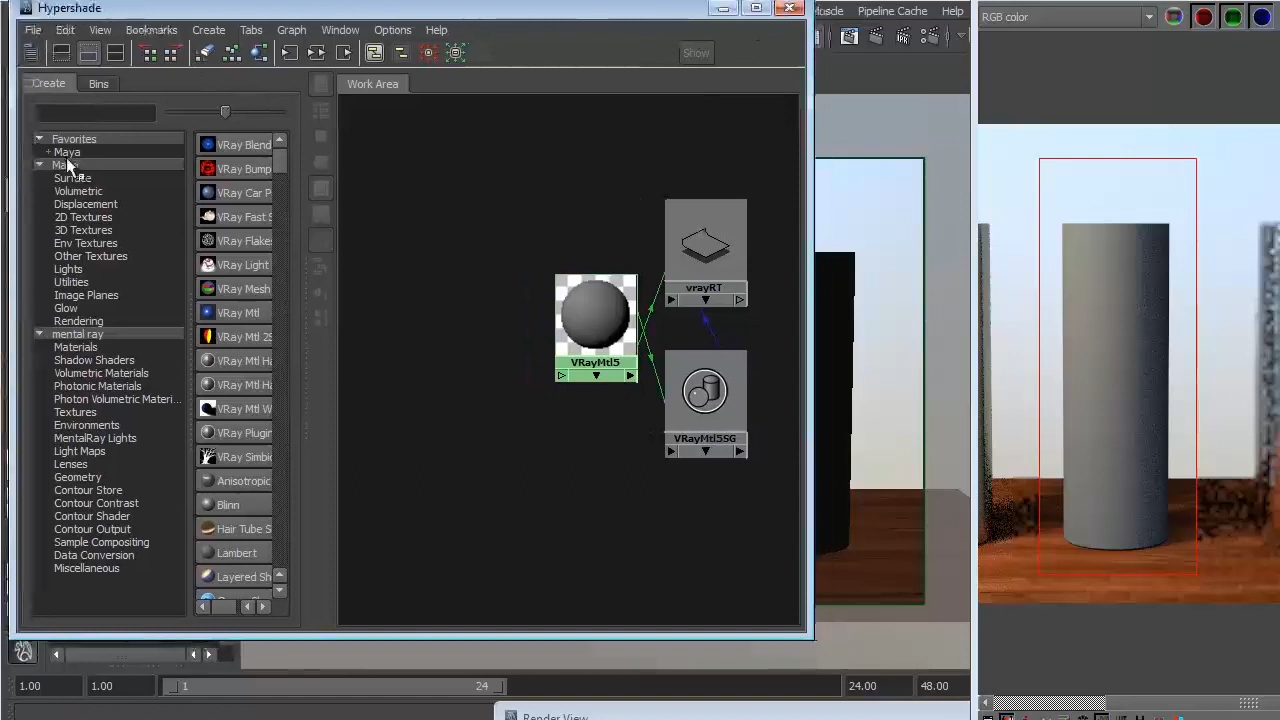 Hypershade
File Edit View Bookmarks Create Tabs Graph Window Options Help
Muscle Pipeline Cache Help
RGB color
Show
Create Bins
Work Area
Favorites
+ Maya
Surface
Volumetric
Displacement
2D Textures
3D Textures
Env Textures
Other Textures
Lights
Utilities
Image Planes
Glow
Rendering
mental ray
Materials
Shadow Shaders
Volumetric Materials
Photonic Materials
Photon Volumetric Materi...
Textures
Environments
MentalRay Lights
Light Maps
Lenses
Geometry
Contour Store
Contour Contrast
Contour Shader
Contour Output
Sample Compositing
Data Conversion
Miscellaneous
VRay Blend
VRay Bump
VRay Car P
VRay Fast S
VRay Flake
VRay Light
VRay Mesh
VRay Mtl
VRay Mtl 2S
VRay Mtl Ha
VRay Mtl Ha
VRay Mtl W
VRay Plugin
VRay Simbi
Anisotropic
Blinn
Hair Tube S
Lambert
Layered Sh
vrayRT
VRayMtl5
VRayMtl5SG
1.00 1.00 1 24 24.00 48.00
Render View